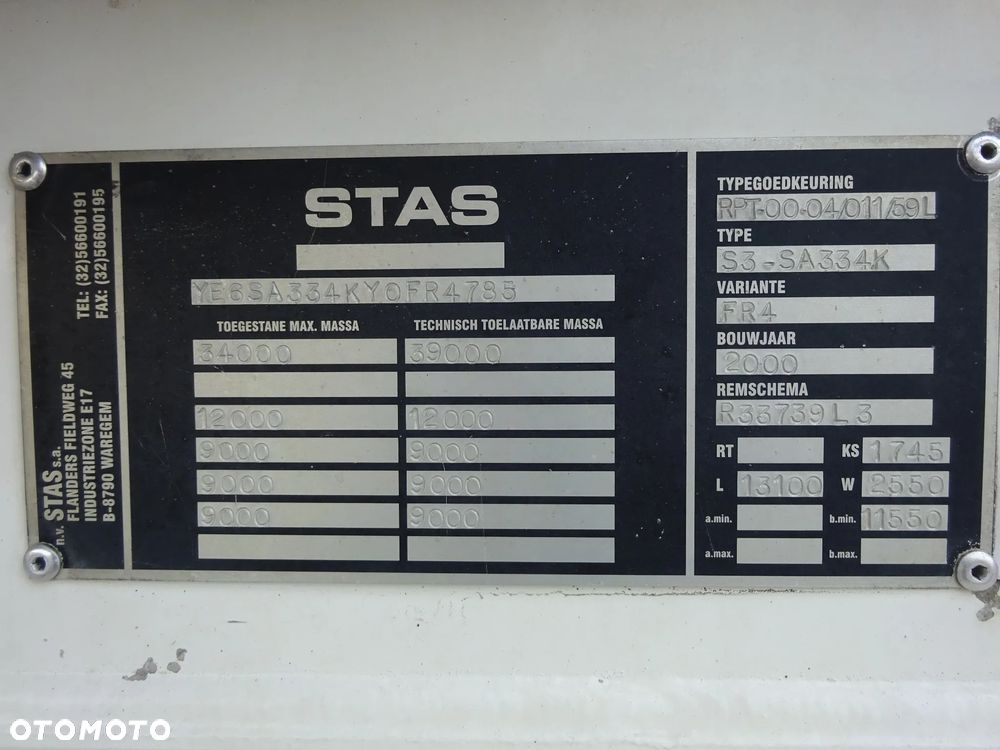 n.v. STAS s.a.
FLANDERS FIELDWEG 45
INDUSTRIEZONE E17
B-8790 WAREGEM
TEL: (32)56600191
FAX: (32)56600195
STAS
YE6SA334KY0FR4785
TOEGESTANE MAX. MASSA TECHNISCH TOELAATBARE MASSA
34000 39000
12000 12000
9000 9000
9000 9000
9000 9000
TYPEGOEDKEURING
RPT-00-04/011/59L
TYPE
S3-SA334K
VARIANTE
FR4
BOUWJAAR
2000
REMSCHEMA
R33739L3
RT KS 1745
L 13100 W 2550
a.min. b.min. 11550
a.max. b.max.
OTOMOTO